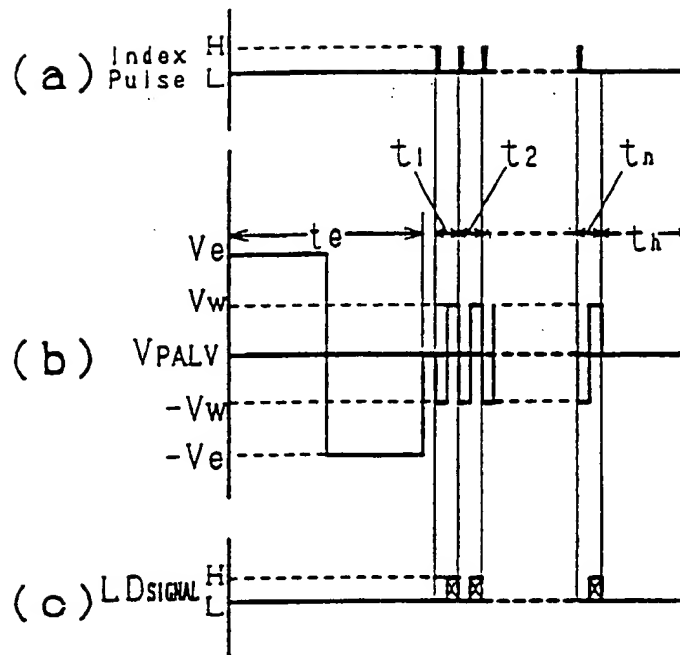 (a)
Index
Pulse
H
L
t1
t2
tn
te
th
Ve
Vw
(b)
VPALV
-Vw
-Ve
(c)
LDSIGNAL
H
L